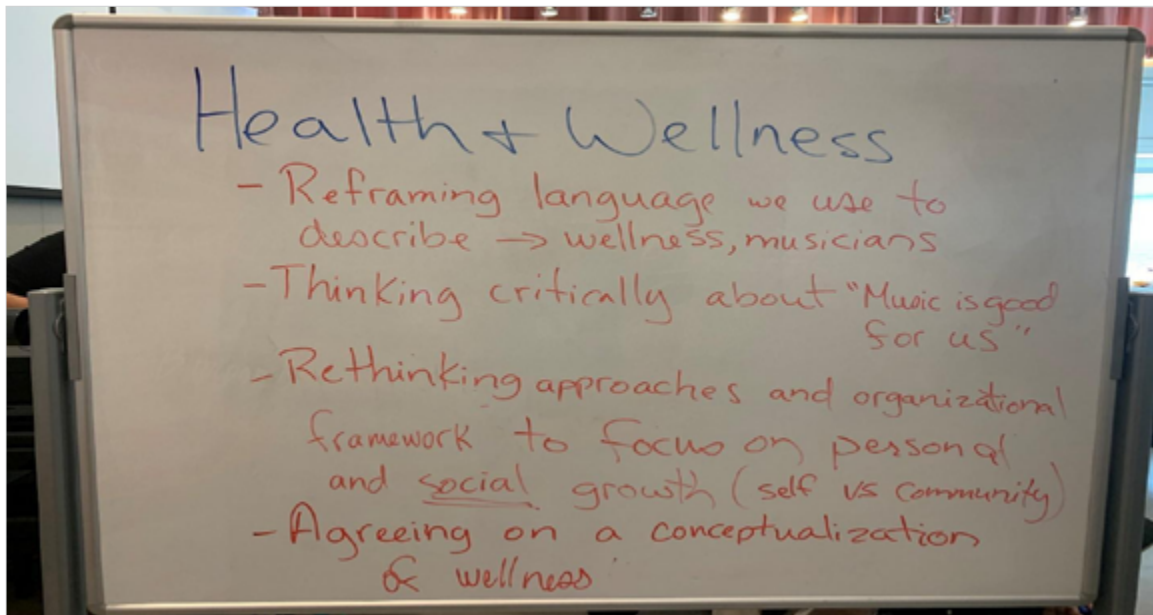 Health + Wellness
- Reframing language we use to
describe → wellness, musicians
- Thinking critically about "Music is good
for us"
- Rethinking approaches and organizational
framework to focus on personal
and social growth (self vs community)
- Agreeing on a conceptualization
of wellness